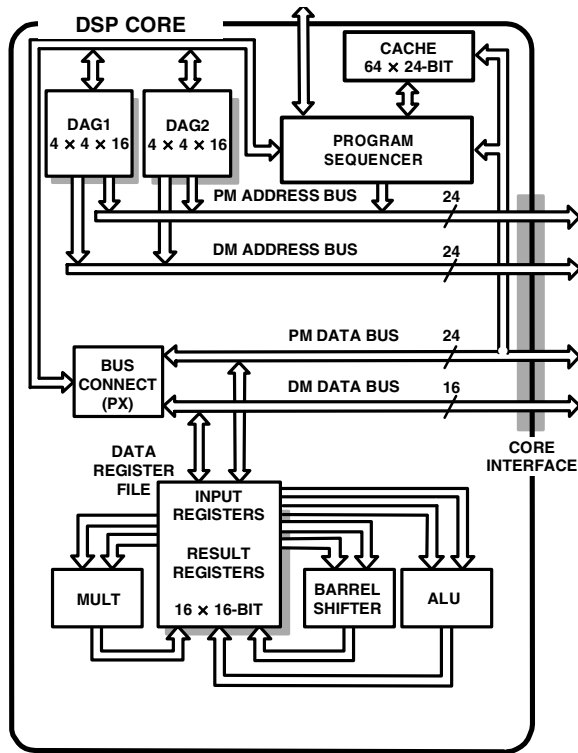 DSP CORE
CACHE
64 × 24-BIT
DAG1
4 × 4 × 16
DAG2
4 × 4 × 16
PROGRAM
SEQUENCER
PM ADDRESS BUS
24
DM ADDRESS BUS
24
PM DATA BUS
24
BUS
CONNECT
(PX)
DM DATA BUS
16
CORE
INTERFACE
DATA
REGISTER
FILE
INPUT
REGISTERS
RESULT
REGISTERS
16 × 16-BIT
MULT
BARREL
SHIFTER
ALU